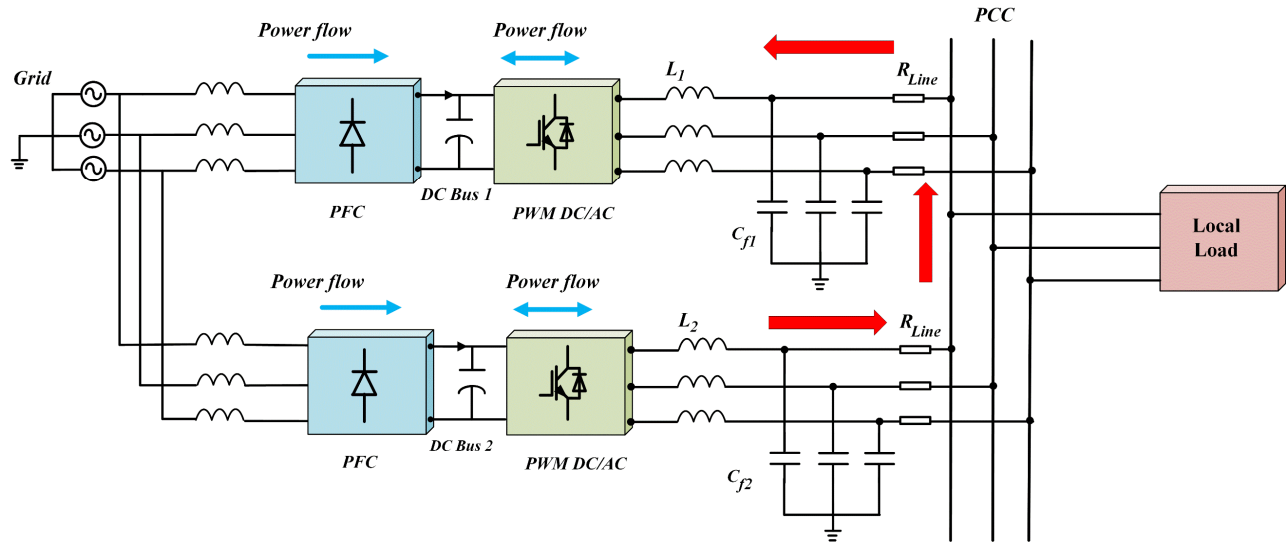 PCC
Power flow
Power flow
Grid
L1
RLine
DC Bus 1
PFC
PWM DC/AC
Cf1
Local
Load
Power flow
Power flow
L2
RLine
DC Bus 2
PFC
PWM DC/AC
Cf2